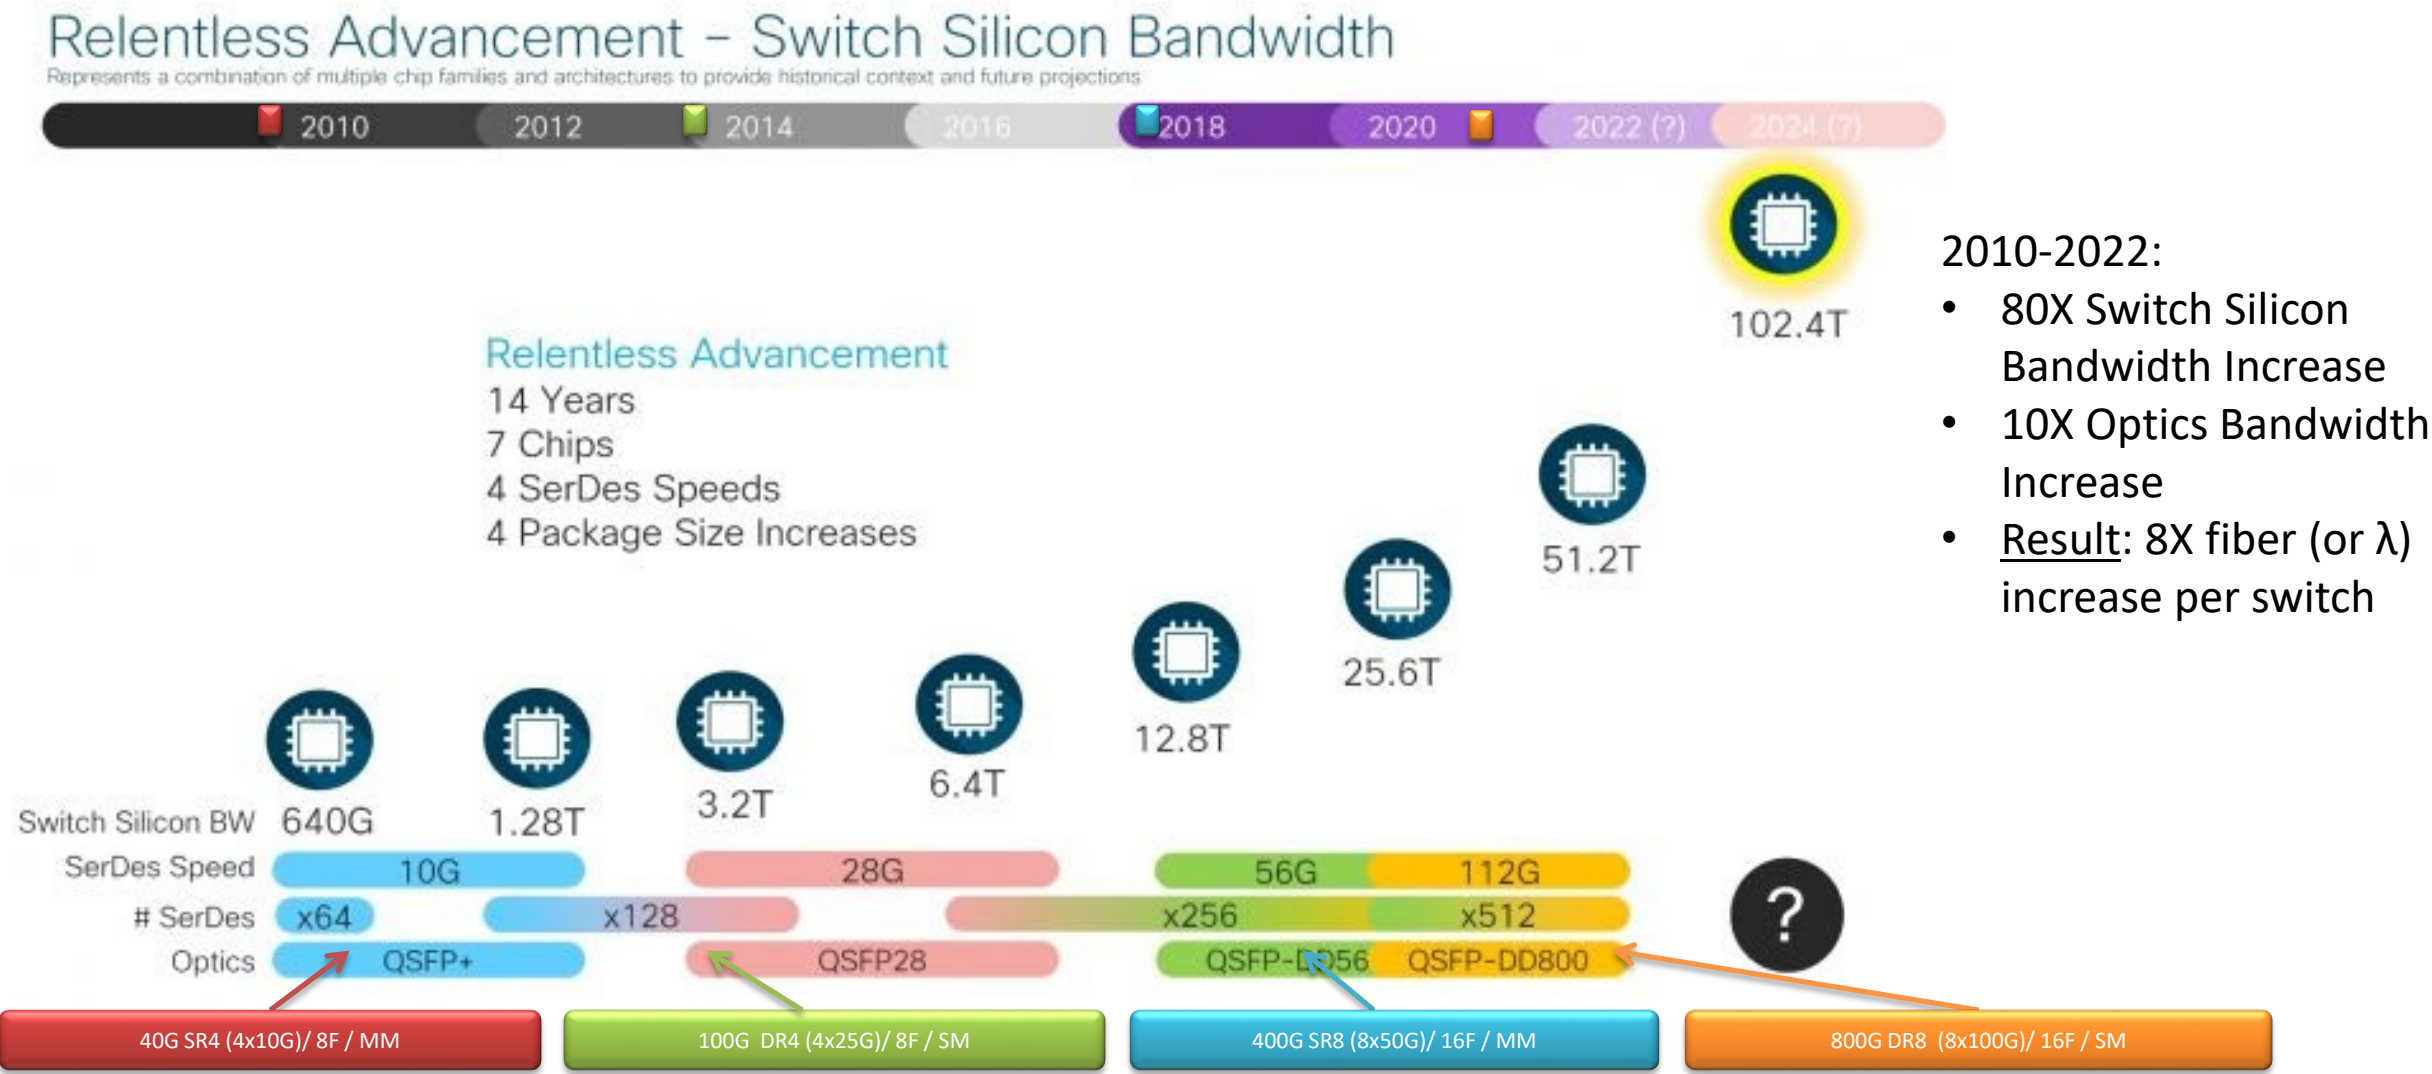 Relentless Advancement – Switch Silicon Bandwidth
Represents a combination of multiple chip families and architectures to provide historical context and future projections
2010 2012 2014 2016 2018 2020 2022 (?) 2024 (?)
102.4T
2010-2022:
• 80X Switch Silicon
Bandwidth Increase
• 10X Optics Bandwidth
Increase
• Result: 8X fiber (or λ)
increase per switch
Relentless Advancement
14 Years
7 Chips
4 SerDes Speeds
4 Package Size Increases
51.2T
25.6T
12.8T
6.4T
3.2T
Switch Silicon BW 640G 1.28T
SerDes Speed 10G 28G 56G 112G
# SerDes x64 x128 x256 x512
Optics QSFP+ QSFP28 QSFP-DD56 QSFP-DD800
?
40G SR4 (4x10G)/ 8F / MM
100G DR4 (4x25G)/ 8F / SM
400G SR8 (8x50G)/ 16F / MM
800G DR8 (8x100G)/ 16F / SM